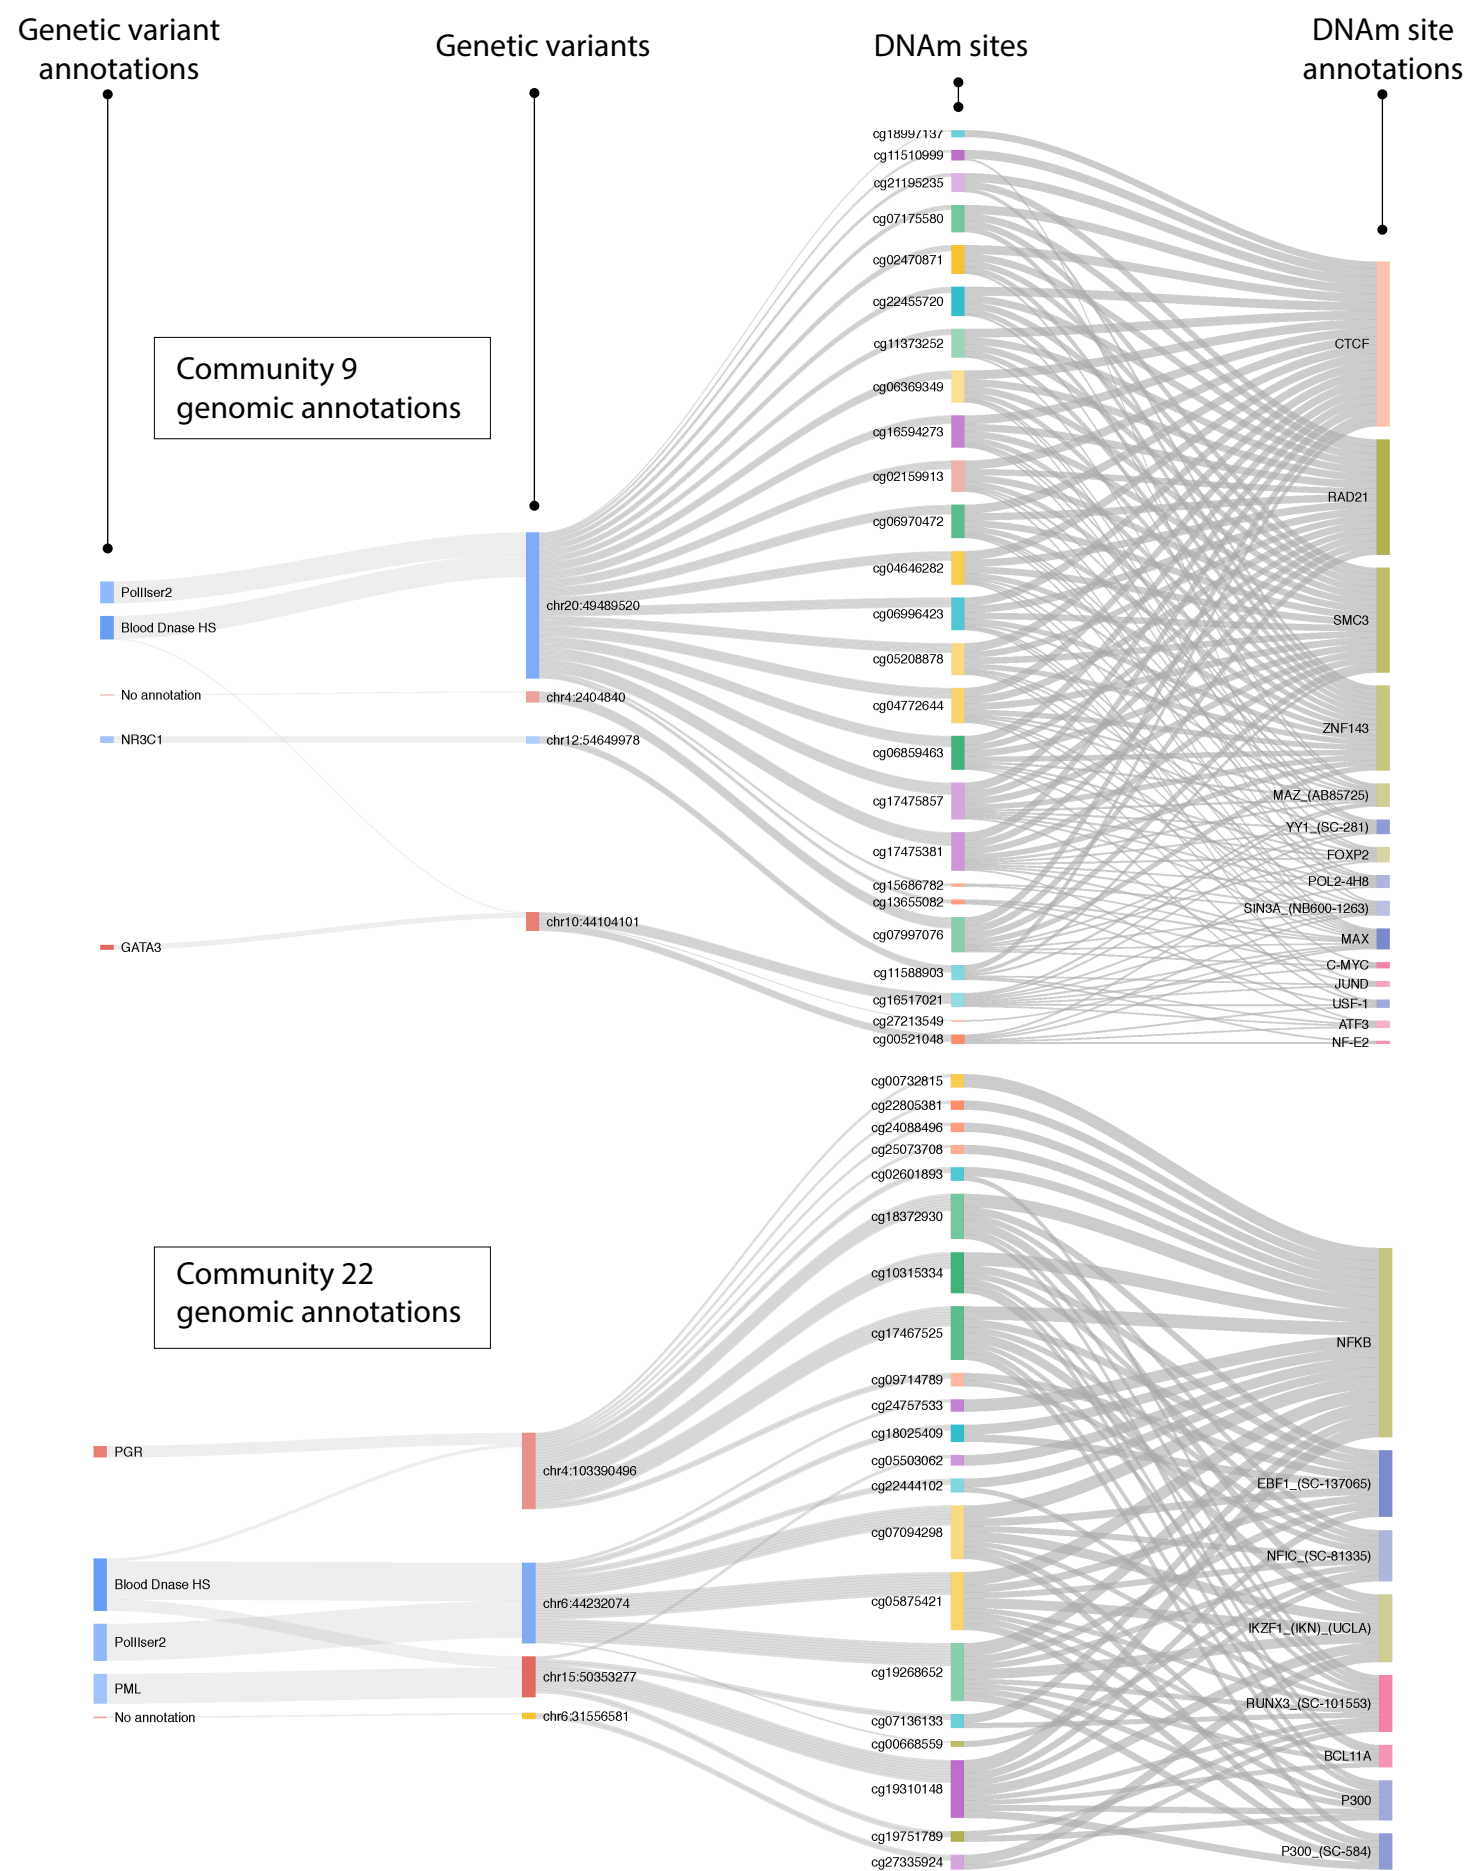 Genetic variant
annotations
Genetic variants
DNAm sites
DNAm site
annotations
Community 9
genomic annotations
PolIIser2
Blood Dnase HS
No annotation
NR3C1
GATA3
chr20:49489520
chr4:2404840
chr12:54649978
chr10:44104101
cg18997137
cg11510999
cg21195235
cg07175580
cg02470871
cg22455720
cg11373252
cg06369349
cg16594273
cg02159913
cg06970472
cg04646282
cg06996423
cg05208878
cg04772644
cg06859463
cg17475857
cg17475381
cg15686782
cg13655082
cg07997076
cg11588903
cg16517021
cg27213549
cg00521048
CTCF
RAD21
SMC3
ZNF143
MAZ_(AB85725)
YY1_(SC-281)
FOXP2
POL2-4H8
SIN3A_(NB600-1263)
MAX
C-MYC
JUND
USF-1
ATF3
NF-E2
Community 22
genomic annotations
PGR
Blood Dnase HS
PolIIser2
PML
No annotation
chr4:103390496
chr6:44232074
chr15:50353277
chr6:31556581
cg00732815
cg22805381
cg24088496
cg25073708
cg02601893
cg18372930
cg10315334
cg17467525
cg09714789
cg24757533
cg18025409
cg05503062
cg22444102
cg07094298
cg05875421
cg19268652
cg07136133
cg00668559
cg19310148
cg19751789
cg27335924
NFKB
EBF1_(SC-137065)
NFIC_(SC-81335)
IKZF1_(IKN)_(UCLA)
RUNX3_(SC-101553)
BCL11A
P300
P300_(SC-584)